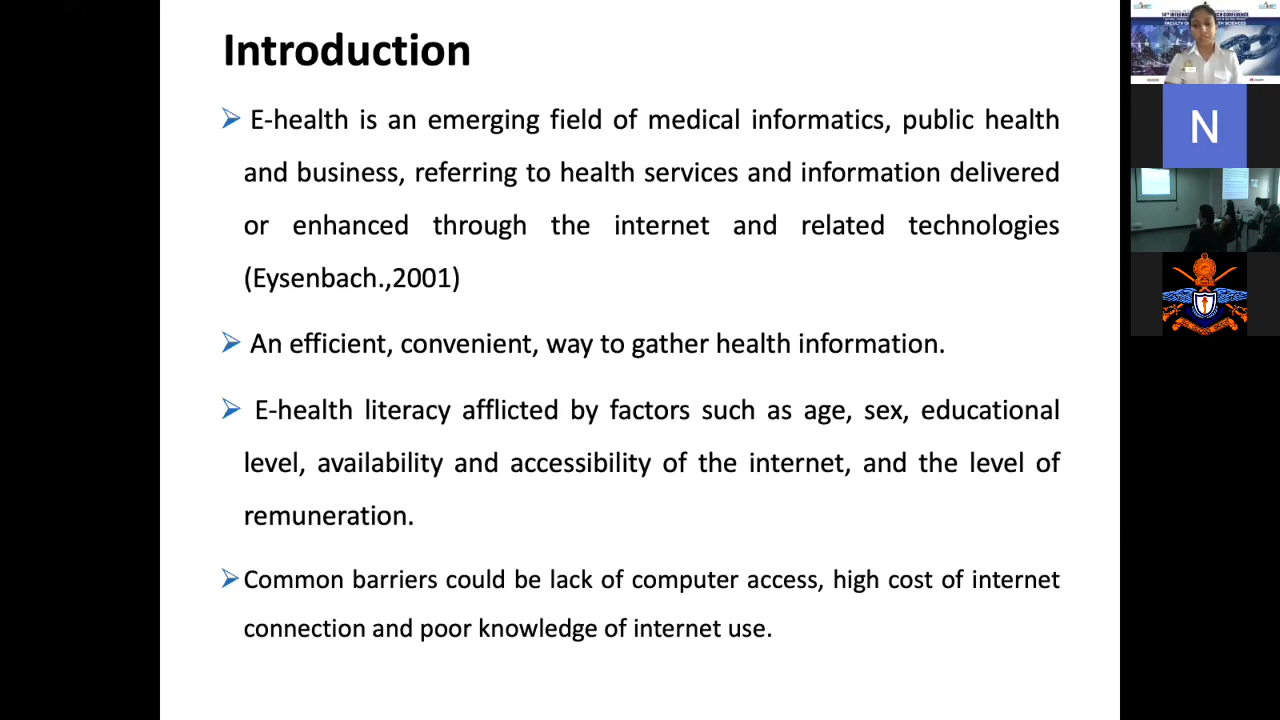 Introduction
E-health is an emerging field of medical informatics, public health
and business, referring to health services and information delivered
or enhanced through the internet and related technologies
(Eysenbach.,2001)
An efficient, convenient, way to gather health information.
E-health literacy afflicted by factors such as age, sex, educational
level, availability and accessibility of the internet, and the level of
remuneration.
Common barriers could be lack of computer access, high cost of internet
connection and poor knowledge of internet use.
N